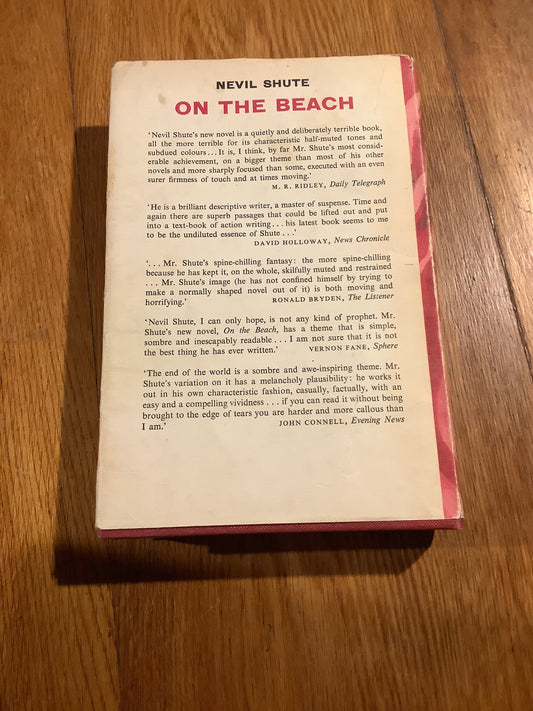 NEVIL SHUTE
ON THE BEACH
'Nevil Shute's new novel is a quietly and deliberately terrible book,
all the more terrible for its characteristic half-muted tones and
subdued colours . . . It is, I think, by far Mr. Shute's most consid-
erable achievement, on a bigger theme than most of his other
novels and more sharply focused than some, executed with an even
surer firmness of touch and at times moving.'
M. R. RIDLEY, Daily Telegraph
'He is a brilliant descriptive writer, a master of suspense. Time and
again there are superb passages that could be lifted out and put
into a text-book of action writing . . . his latest book seems to me
to be the undiluted essence of Shute . . .'
DAVID HOLLOWAY, News Chronicle
'. . . Mr. Shute's spine-chilling fantasy: the more spine-chilling
because he has kept it, on the whole, skilfully muted and restrained
. . . Mr. Shute's image (he has not confined himself by trying to
make a normally shaped novel out of it) is both moving and
horrifying.' RONALD BRYDEN, The Listener
'Nevil Shute, I can only hope, is not any kind of prophet. Mr.
Shute's new novel, On the Beach, has a theme that is simple,
sombre and inescapably readable . . . I am not sure that it is not
the best thing he has ever written.' VERNON FANE, Sphere
'The end of the world is a sombre and awe-inspiring theme. Mr.
Shute's variation on it has a melancholy plausibility: he works it
out in his own characteristic fashion, casually, factually, with an
easy and a compelling vividness . . . if you can read it without being
brought to the edge of tears you are harder and more callous than
I am.' JOHN CONNELL, Evening News